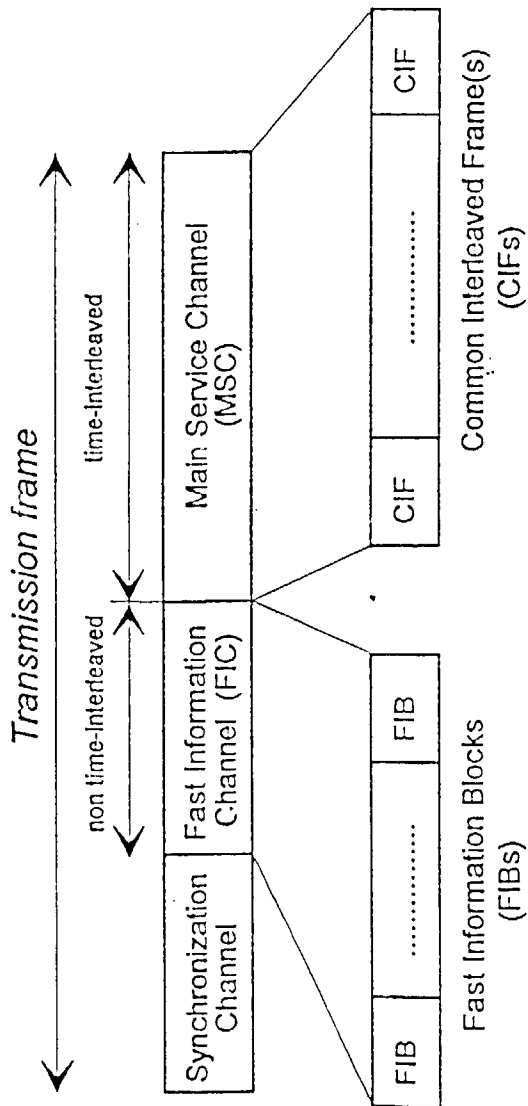 Transmission frame
non time-Interleaved
time-Interleaved
Synchronization
Channel
Fast Information
Channel (FIC)
Main Service Channel
(MSC)
FIB
..............
FIB
CIF
....................
CIF
Fast Information Blocks
(FIBs)
Common Interleaved Frame(s)
(CIFs)